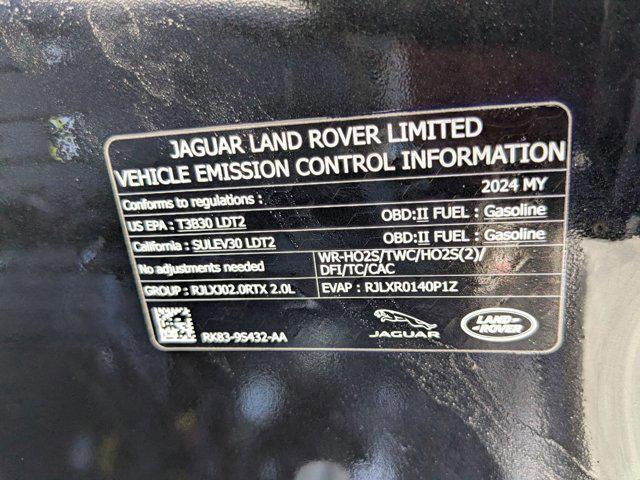 JAGUAR LAND ROVER LIMITED
VEHICLE EMISSION CONTROL INFORMATION
2024 MY
Conforms to regulations :
US EPA : T3B30 LDT2 OBD:II FUEL : Gasoline
California : SULEV30 LDT2 OBD:II FUEL : Gasoline
No adjustments needed
WR-HO2S/TWC/HO2S(2)/
DFI/TC/CAC
GROUP : RJLXJ02.0RTX 2.0L EVAP : RJLXR0140P1Z
RK83-9S432-AA
JAGUAR
LAND-
ROVER